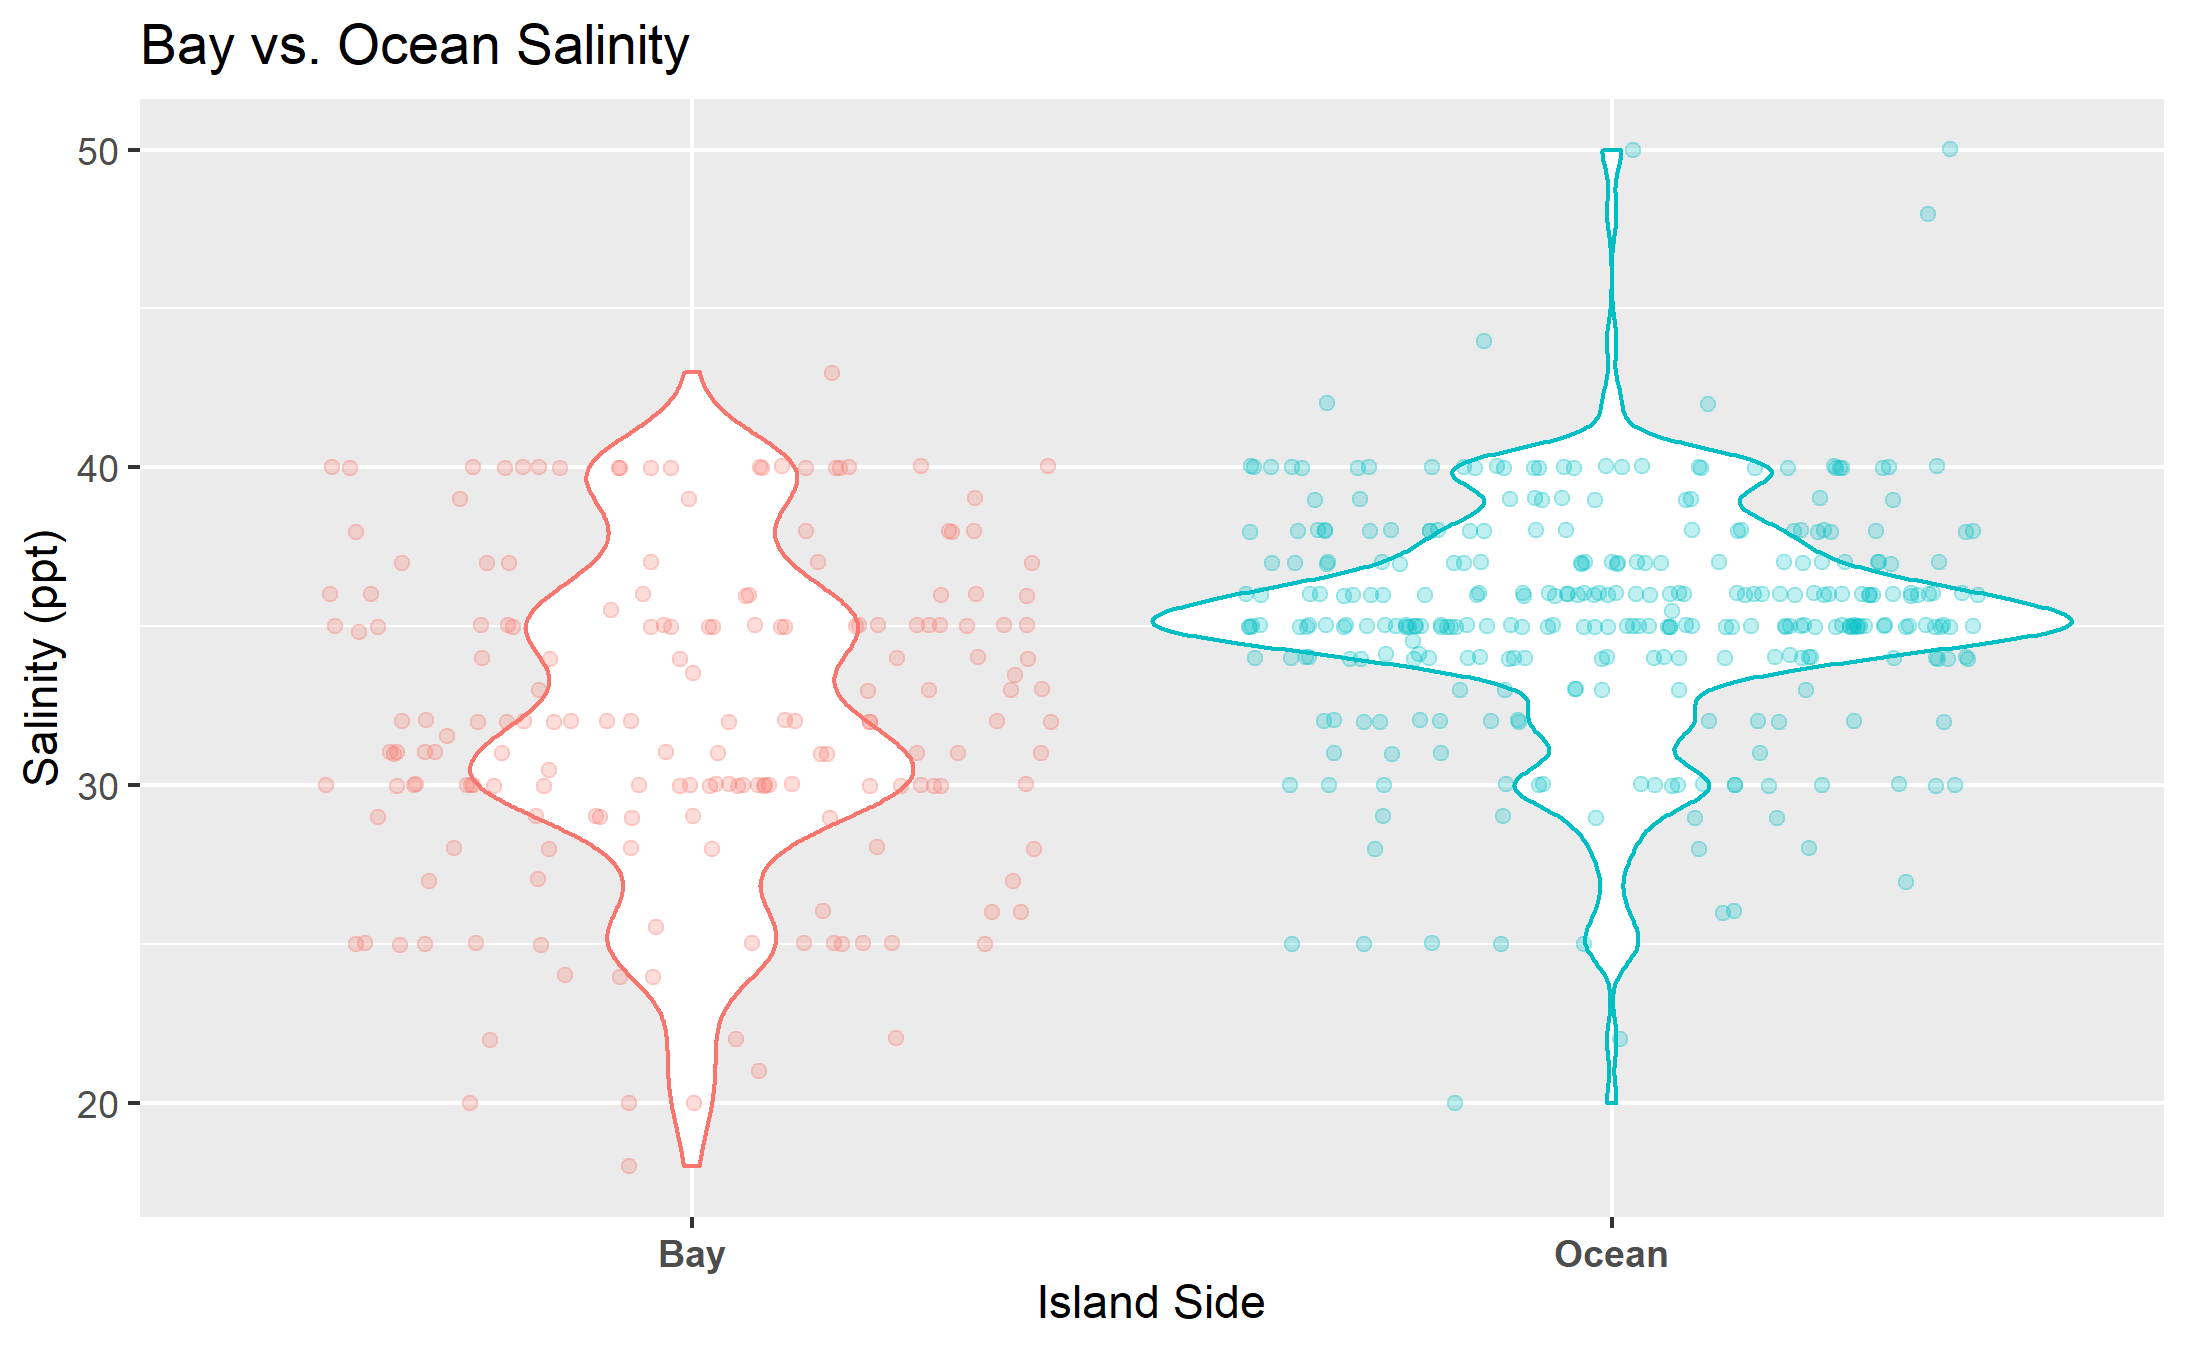 Bay vs. Ocean Salinity
Salinity (ppt)
50
40
30
20
Bay Ocean
Island Side